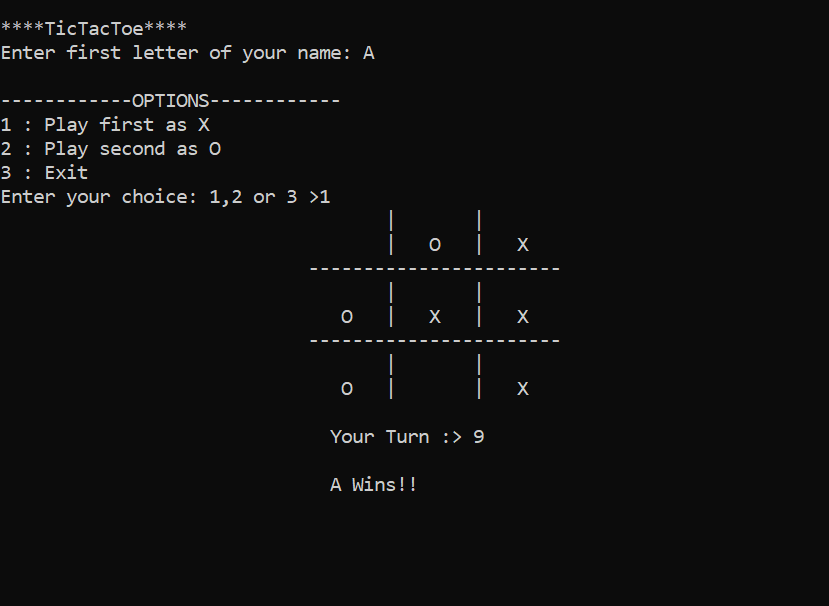 ****TicTacToe****
Enter first letter of your name: A
------------OPTIONS------------
1 : Play first as X
2 : Play second as O
3 : Exit
Enter your choice: 1,2 or 3 >1
| |
| O | X
-----------------------
| |
O | X | X
-----------------------
| |
O | | X
Your Turn :> 9
A Wins!!